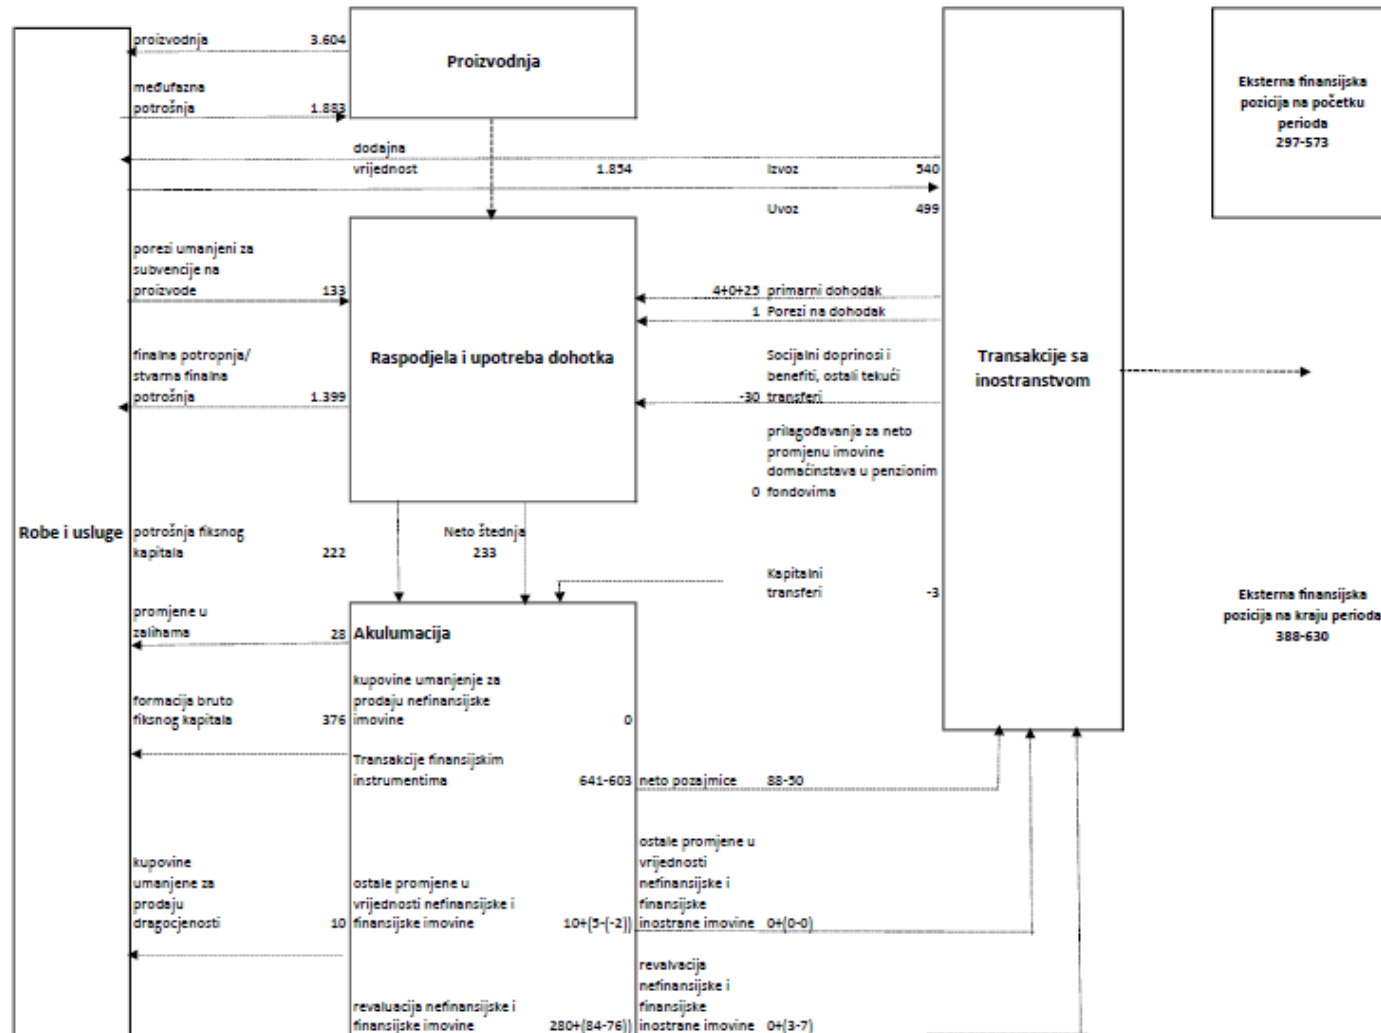 proizvodnja 3.604
Proizvodnja
međufazna
potrošnja 1.883
Eksterna finansijska
pozicija na početku
perioda
297-573
dodajna
vrijednost 1.854
Izvoz 540
Uvoz 499
porezi umanjeni za
subvencije na
proizvode 133
4+0+25 primarni dohodak
1 Porezi na dohodak
finalna potropnja/
stvarna finalna
potrošnja 1.399
Raspodjela i upotreba dohotka
Socijalni doprinosi i
benefiti, ostali tekući
-30 transferi
Transakcije sa
inostranstvom
prilagođavanja za neto
promjenu imovine
domaćinstava u penzionim
0 fondovima
Robe i usluge
potrošnja fiksnog
kapitala 222
Neto štednja
233
Kapitalni
transferi -3
Eksterna finansijska
pozicija na kraju perioda
388-630
promjene u
zalihama 28
Akulumacija
formacija bruto
fiksnog kapitala 376
kupovine umanjenje za
prodaju nefinansijske
imovine 0
Transakcije finansijskim
instrumentima 641-603
neto pozajmice 88-50
kupovine
umanjene za
prodaju
dragocjenosti 10
ostale promjene u
vrijednosti nefinansijske i
finansijske imovine 10+(5-(-2))
ostale promjene u
vrijednosti
nefinansijske i
finansijske
inostrane imovine 0+(0-0)
revaluacija nefinansijske i
finansijske imovine 280+(84-76))
revalvacija
nefinansijske i
finansijske
inostrane imovine 0+(3-7)